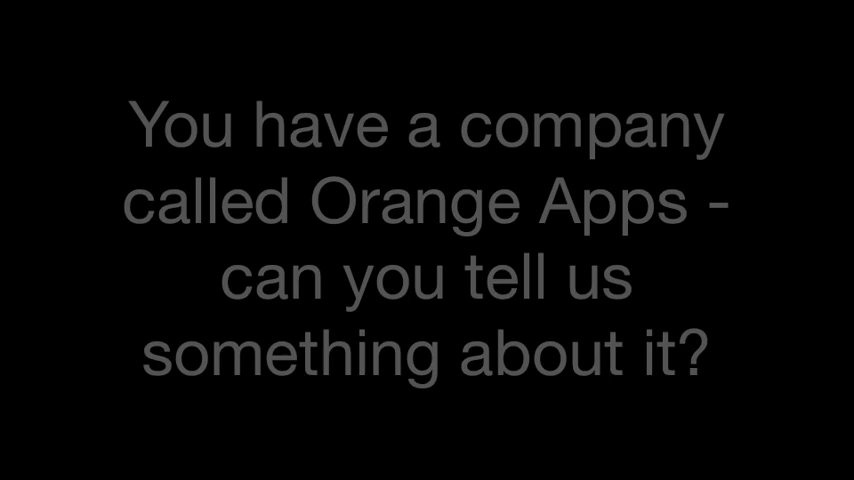 You have a company
called Orange Apps -
can you tell us
something about it?